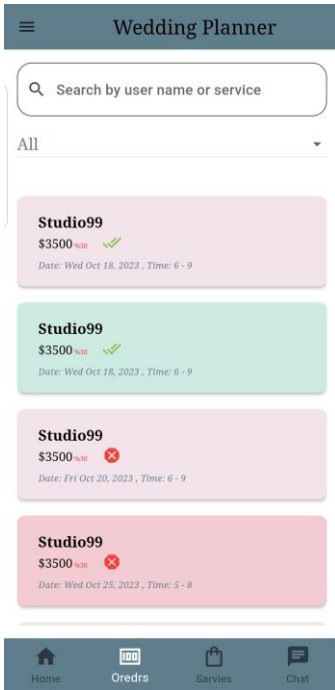 Wedding Planner
Search by user name or service
All
Studio99
$3500 %30
Date: Wed Oct 18, 2023 , Time: 6 - 9
Studio99
$3500 %30
Date: Wed Oct 18, 2023 , Time: 6 - 9
Studio99
$3500 %30
Date: Fri Oct 20, 2023 , Time: 6 - 9
Studio99
$3500 %30
Date: Wed Oct 25, 2023 , Time: 5 - 8
Home Oredrs Sarvies Chat